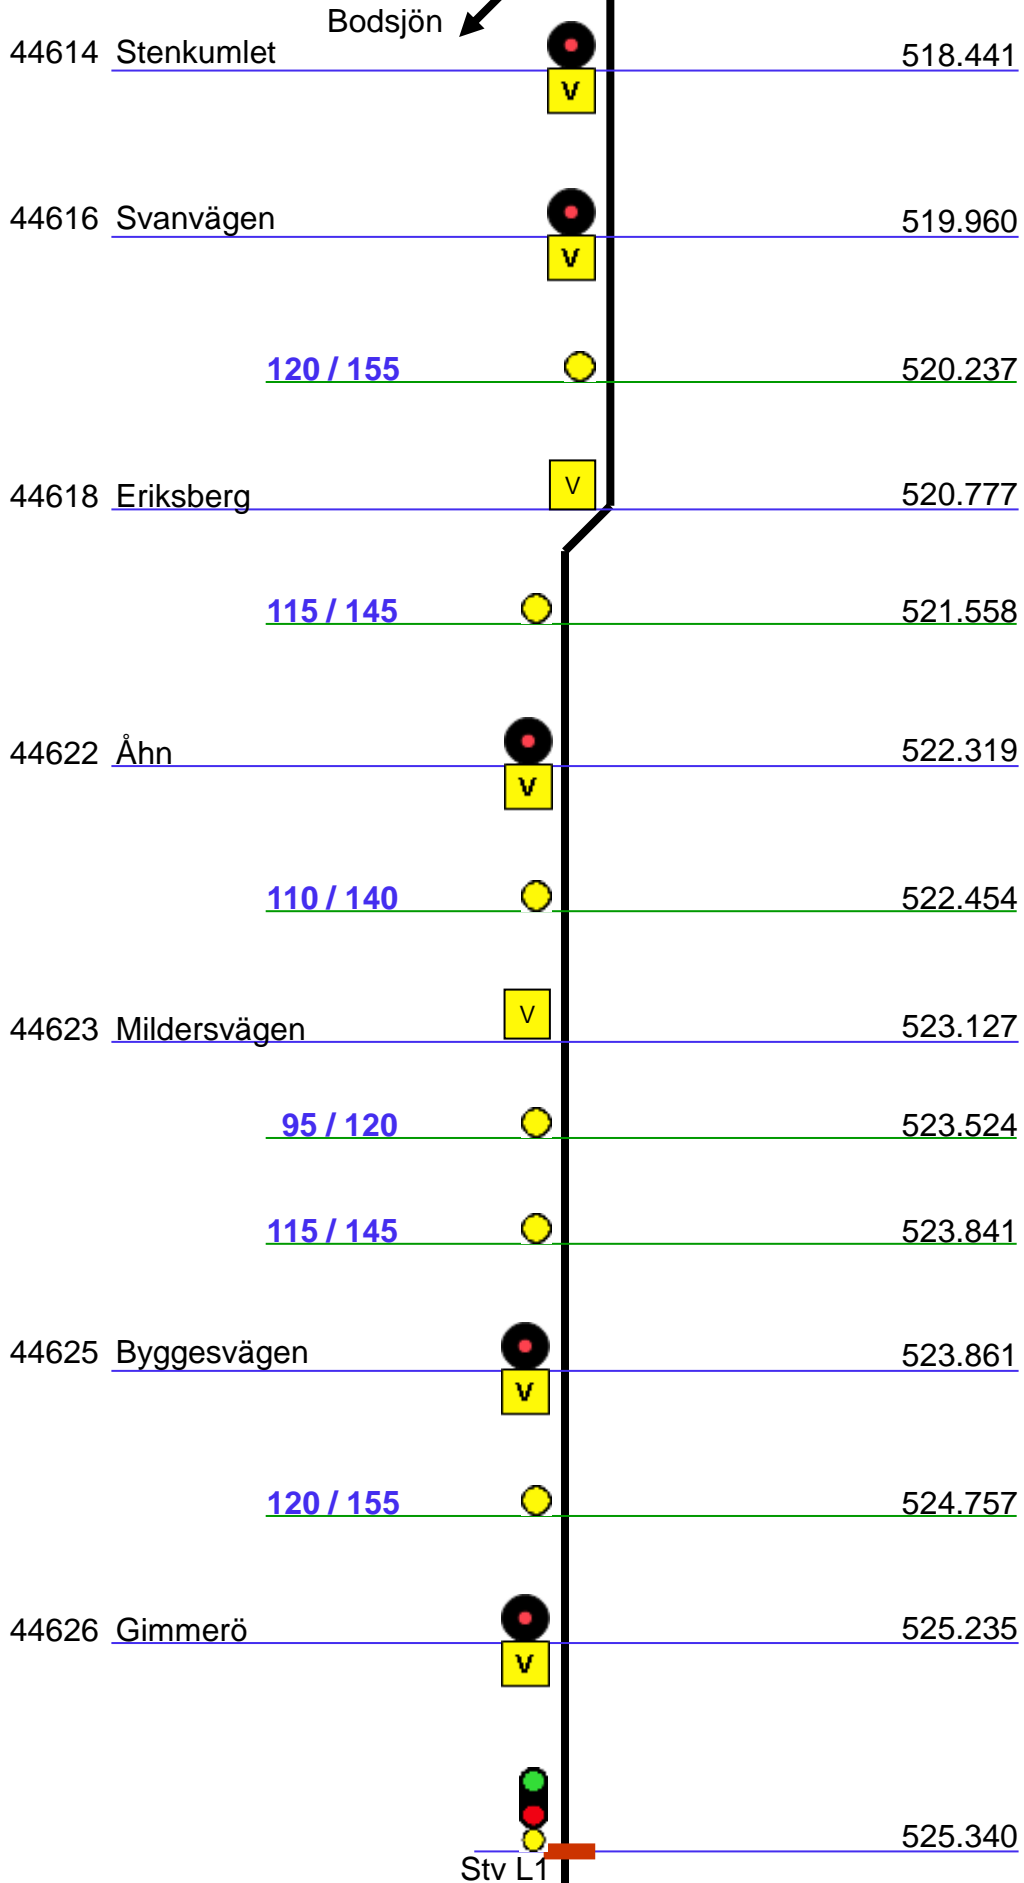 Bodsjön
44614 Stenkumlet 518.441
V
44616 Svanvägen 519.960
V
120 / 155 520.237
44618 Eriksberg V 520.777
115 / 145 521.558
44622 Åhn 522.319
V
110 / 140 522.454
44623 Mildersvägen V 523.127
95 / 120 523.524
115 / 145 523.841
44625 Byggesvägen 523.861
V
120 / 155 524.757
44626 Gimmerö 525.235
V
525.340
Stv L1